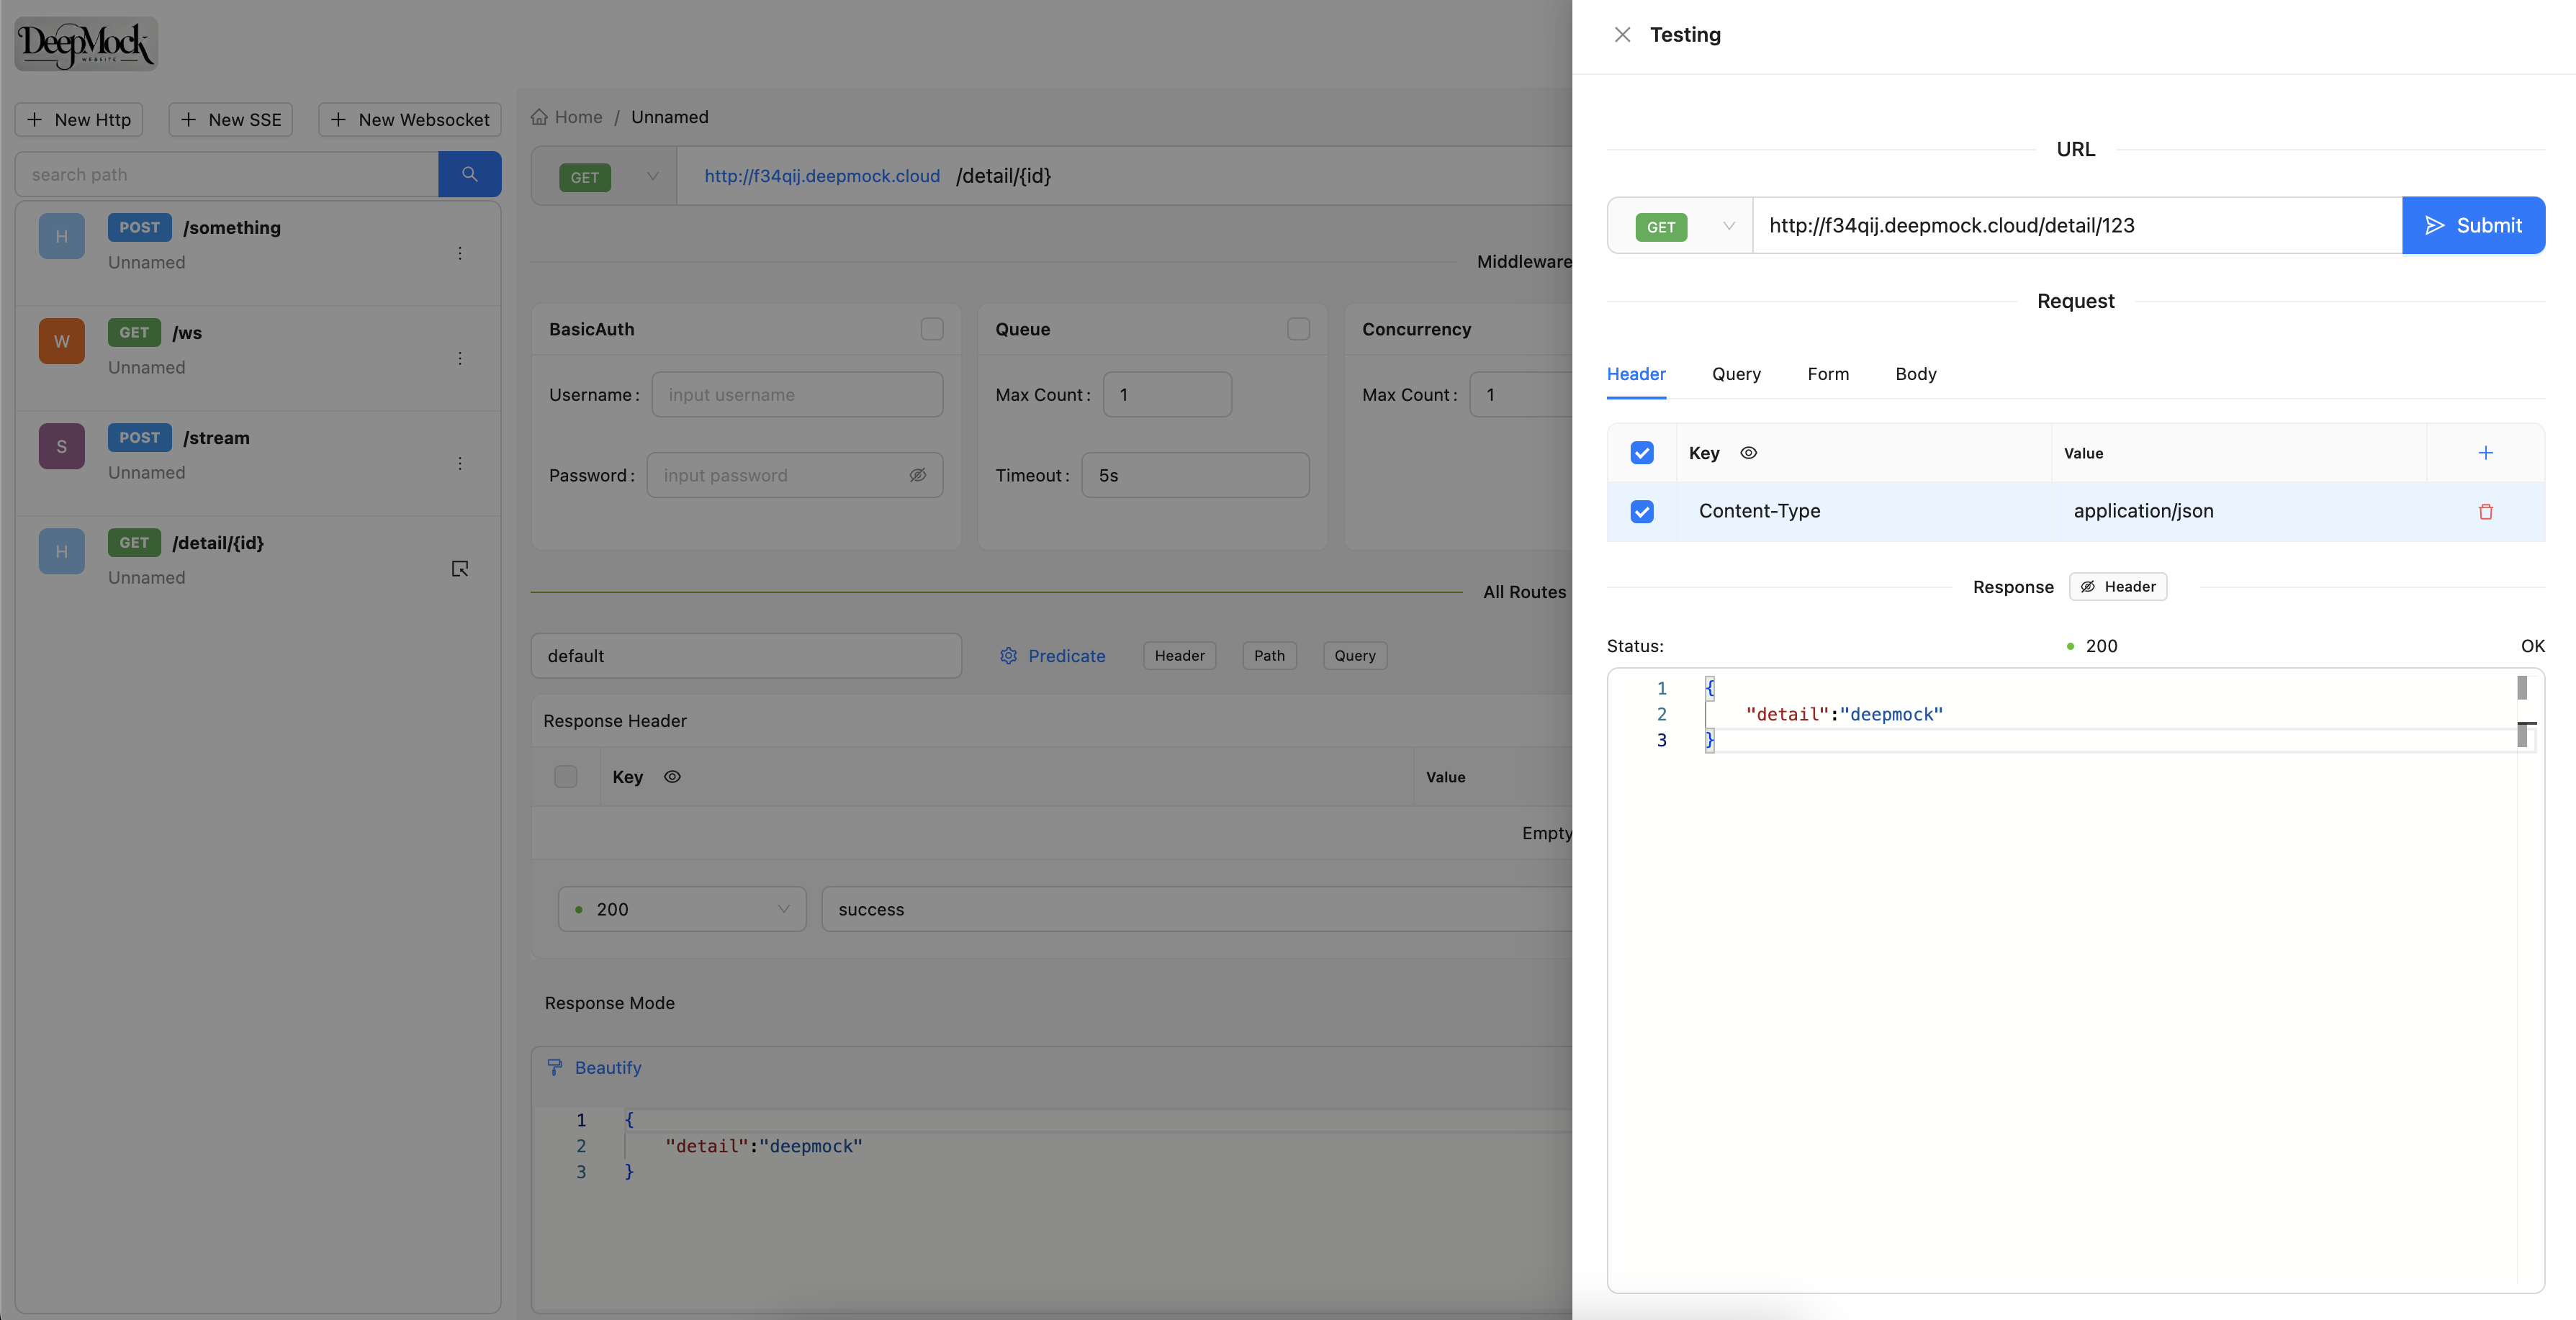 DeepMock
WEBSITE
New Http
New SSE
New Websocket
search path
H
POST /something
Unnamed
W
GET /ws
Unnamed
S
POST /stream
Unnamed
H
GET /detail/{id}
Unnamed
Home / Unnamed
GET http://f34qij.deepmock.cloud /detail/{id}
Middleware
BasicAuth
Username: input username
Password: input password
Queue
Max Count: 1
Timeout: 5s
Concurrency
Max Count: 1
All Routes
default Predicate Header Path Query
Response Header
Key Value
Empty
200 success
Response Mode
Beautify
1 {
2 "detail":"deepmock"
3 }
Testing
URL
GET http://f34qij.deepmock.cloud/detail/123 Submit
Request
Header Query Form Body
Key Value
Content-Type application/json
Response Header
Status: 200 OK
1 {
2 "detail":"deepmock"
3 }